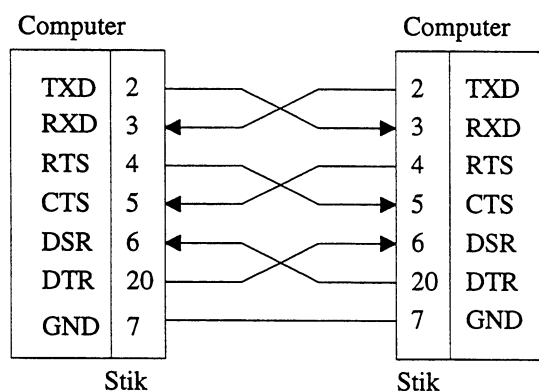 Computer Computer
TXD 2 2 TXD
RXD 3 3 RXD
RTS 4 4 RTS
CTS 5 5 CTS
DSR 6 6 DSR
DTR 20 20 DTR
GND 7 7 GND
Stik Stik